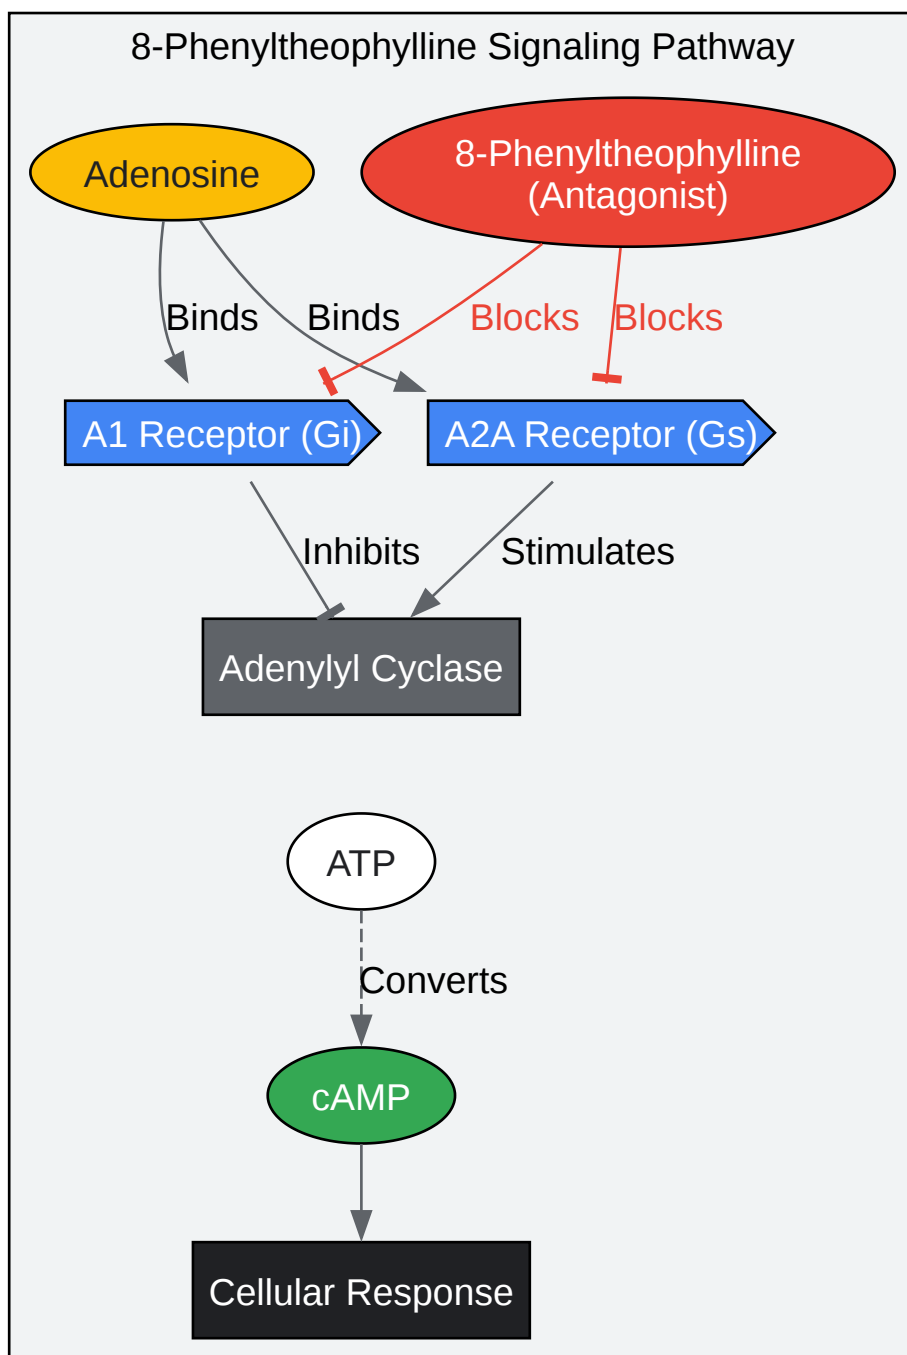 8-Phenyltheophylline Signaling Pathway
Adenosine
8-Phenyltheophylline
(Antagonist)
Binds
Binds
Blocks
Blocks
A1 Receptor (Gi)
A2A Receptor (Gs)
Inhibits
Stimulates
Adenylyl Cyclase
ATP
Converts
cAMP
Cellular Response